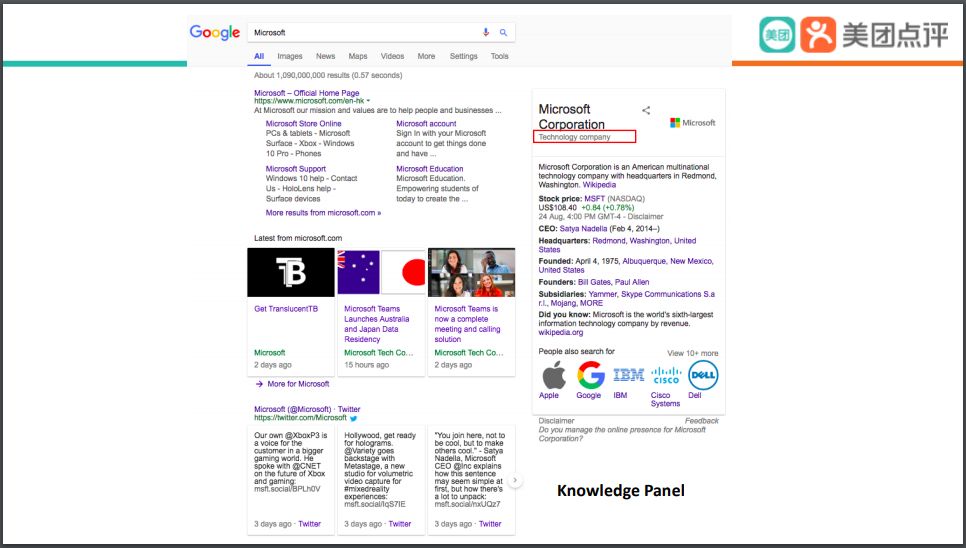 Google
Microsoft
美团
美团点评
All Images News Maps Videos More Settings Tools
About 1,090,000,000 results (0.57 seconds)
Microsoft – Official Home Page
https://www.microsoft.com/en-hk
At Microsoft our mission and values are to help people and businesses ...
Microsoft Store Online
PCs & tablets - Microsoft
Surface - Xbox - Windows
10 Pro - Phones
Microsoft account
Sign In with your Microsoft
account to get things done
and have ...
Microsoft Support
Windows 10 help - Contact
Us - HoloLens help -
Surface devices
Microsoft Education
Microsoft Education.
Empowering students of
today to create the ...
More results from microsoft.com »
Latest from microsoft.com
TB
Get TranslucentTB
Microsoft
2 days ago
Microsoft Teams
Launches Australia
and Japan Data
Residency
Microsoft Tech Co...
15 hours ago
Microsoft Teams is
now a complete
meeting and calling
solution
Microsoft Tech Co...
2 days ago
→ More for Microsoft
Microsoft (@Microsoft) · Twitter
https://twitter.com/Microsoft
Our own @XboxP3 is
a voice for the
customer in a bigger
gaming world. He
spoke with @CNET
on the future of Xbox
and gaming:
msft.social/BPLh0V
3 days ago · Twitter
Hollywood, get ready
for holograms.
@Variety goes
backstage with
Metastage, a new
studio for volumetric
video capture for
#mixedreality
experiences:
msft.social/IqS7IE
3 days ago · Twitter
"You join here, not to
be cool, but to make
others cool." - Satya
Nadella, Microsoft
CEO @Inc explains
how this sentence
may seem simple at
first, but how there's
a lot to unpack:
msft.social/nxUQz7
3 days ago · Twitter
Microsoft
Corporation
Technology company
Microsoft
Microsoft Corporation is an American multinational
technology company with headquarters in Redmond,
Washington. Wikipedia
Stock price: MSFT (NASDAQ)
US$108.40 +0.84 (+0.78%)
24 Aug, 4:00 PM GMT-4 - Disclaimer
CEO: Satya Nadella (Feb 4, 2014–)
Headquarters: Redmond, Washington, United
States
Founded: April 4, 1975, Albuquerque, New Mexico,
United States
Founders: Bill Gates, Paul Allen
Subsidiaries: Yammer, Skype Communications S.a
r.l., Mojang, MORE
Did you know: Microsoft is the world's sixth-largest
information technology company by revenue.
wikipedia.org
People also search for
View 10+ more
IBM
CISCO
DELL
Apple
Google
IBM
Cisco
Systems
Dell
Disclaimer
Feedback
Do you manage the online presence for Microsoft
Corporation?
Knowledge Panel